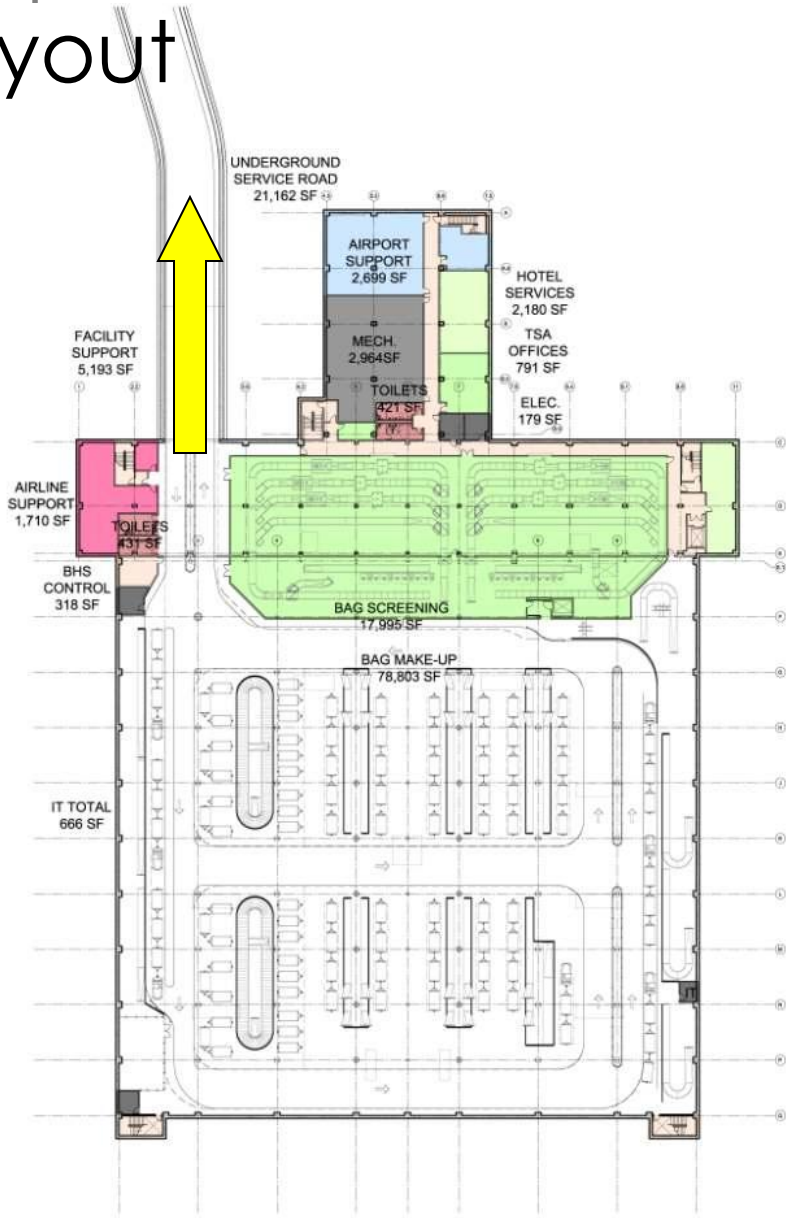 yout
UNDERGROUND
SERVICE ROAD
21,162 SF
AIRPORT
SUPPORT
2,699 SF
HOTEL
SERVICES
2,180 SF
MECH.
2,964SF
TSA
OFFICES
791 SF
FACILITY
SUPPORT
5,193 SF
TOILETS
421 SF
ELEC.
179 SF
AIRLINE
SUPPORT
1,710 SF
TOILETS
431 SF
BHS
CONTROL
318 SF
BAG SCREENING
17,995 SF
BAG MAKE-UP
78,803 SF
IT TOTAL
666 SF
IT